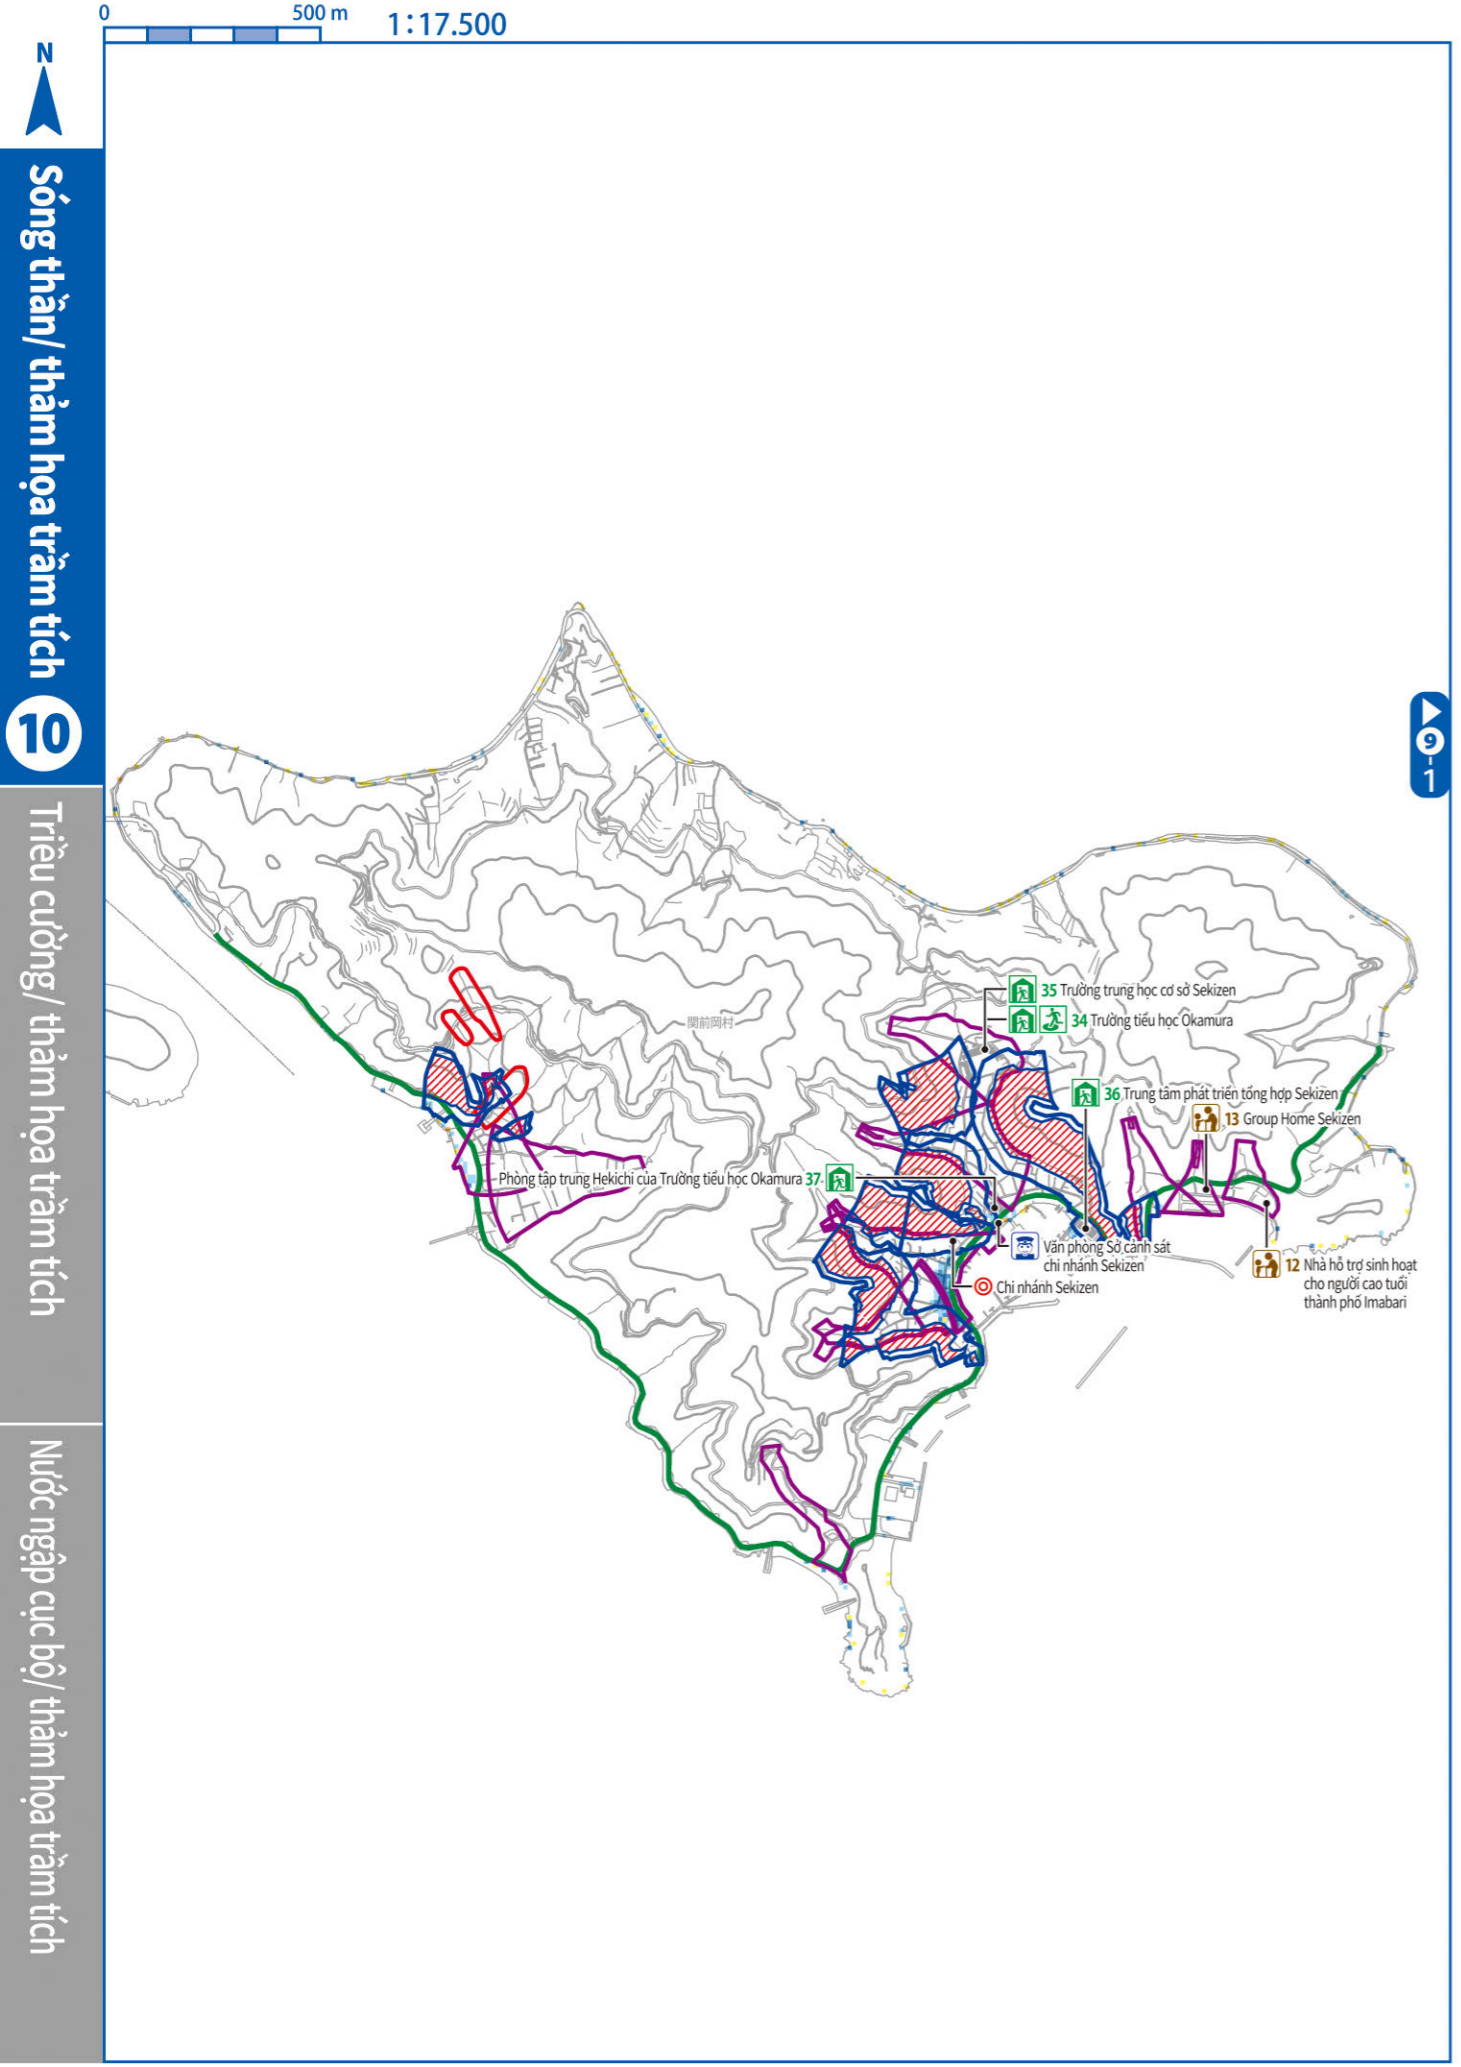 0
500 m
1:17.500
N
Sóng thần/ thảm họa trầm tích
10
Triều cường/ thảm họa trầm tích
Nước ngập cục bộ/ thảm họa trầm tích
9-1
35 Trường trung học cơ sở Sekizen
34 Trường tiểu học Okamura
関前岡村
36 Trung tâm phát triển tổng hợp Sekizen
13 Group Home Sekizen
Phòng tập trung Hekichi của Trường tiểu học Okamura 37
Văn phòng Sở cảnh sát
chi nhánh Sekizen
Chi nhánh Sekizen
12 Nhà hỗ trợ sinh hoạt
cho người cao tuổi
thành phố Imabari